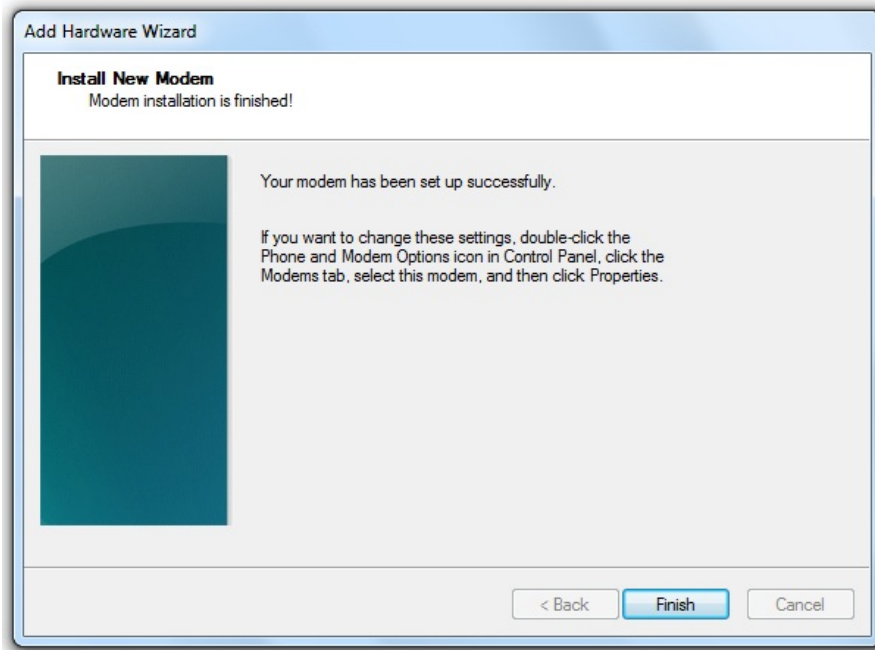 Add Hardware Wizard
Install New Modem
Modem installation is finished!
Your modem has been set up successfully.
If you want to change these settings, double-click the
Phone and Modem Options icon in Control Panel, click the
Modems tab, select this modem, and then click Properties.
< Back
Finish
Cancel